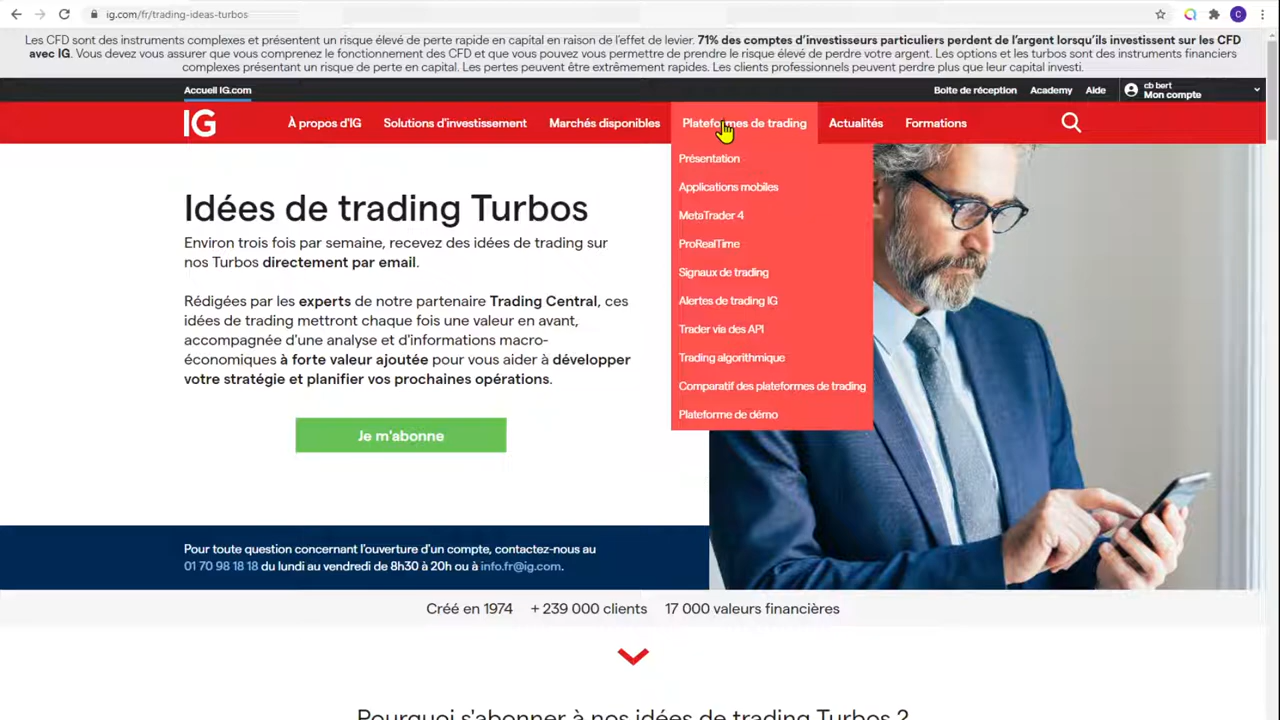 ig.com/fr/trading-ideas-turbos
Les CFD sont des instruments complexes et présentent un risque élevé de perte rapide en capital en raison de l'effet de levier. 71% des comptes d'investisseurs particuliers perdent de l'argent lorsqu'ils investissent sur les CFD
avec IG. Vous devez vous assurer que vous comprenez le fonctionnement des CFD et que vous pouvez vous permettre de prendre le risque élevé de perdre votre argent. Les options et les turbos sont des instruments financiers
complexes présentant un risque de perte en capital. Les pertes peuvent être extrêmement rapides. Les clients professionnels peuvent perdre plus que leur capital investi.
Accueil IG.com
Boîte de réception
Academy
Aide
cb bert
Mon compte
IG
À propos d'IG
Solutions d'investissement
Marchés disponibles
Plateformes de trading
Actualités
Formations
Présentation
Applications mobiles
MetaTrader 4
ProRealTime
Signaux de trading
Alertes de trading IG
Trader via des API
Trading algorithmique
Comparatif des plateformes de trading
Plateforme de démo
Idées de trading Turbos
Environ trois fois par semaine, recevez des idées de trading sur
nos Turbos directement par email.
Rédigées par les experts de notre partenaire Trading Central, ces
idées de trading mettront chaque fois une valeur en avant,
accompagnée d'une analyse et d'informations macro-
économiques à forte valeur ajoutée pour vous aider à développer
votre stratégie et planifier vos prochaines opérations.
Je m'abonne
Pour toute question concernant l'ouverture d'un compte, contactez-nous au
01 70 98 18 18 du lundi au vendredi de 8h30 à 20h ou à info.fr@ig.com.
Créé en 1974 + 239 000 clients 17 000 valeurs financières
Pourquoi s'abonner à nos idées de trading Turbos ?